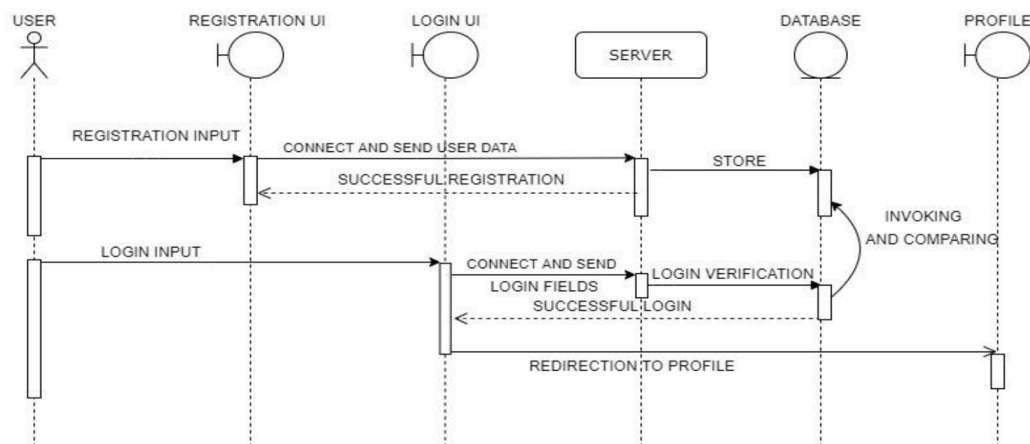 USER
REGISTRATION UI
LOGIN UI
DATABASE
PROFILE
SERVER
REGISTRATION INPUT
CONNECT AND SEND USER DATA
STORE
SUCCESSFUL REGISTRATION
INVOKING
AND COMPARING
LOGIN INPUT
CONNECT AND SEND
LOGIN FIELDS
LOGIN VERIFICATION
SUCCESSFUL LOGIN
REDIRECTION TO PROFILE